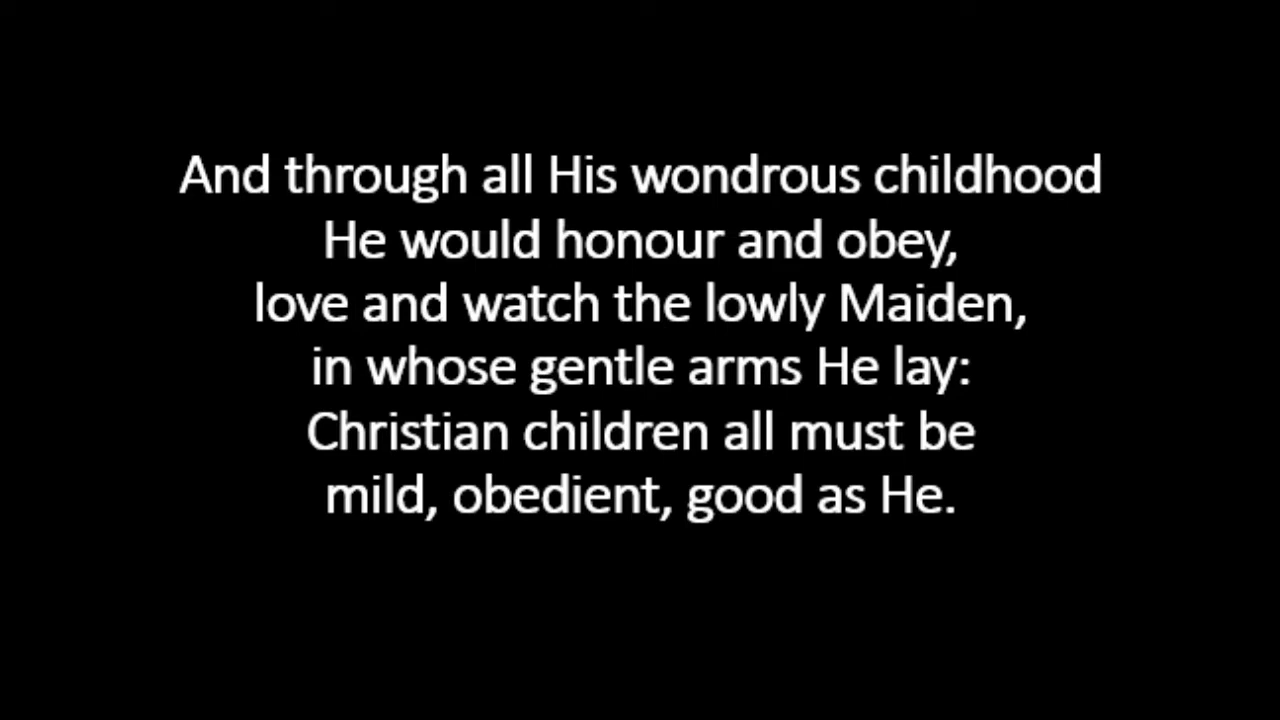 And through all His wondrous childhood
He would honour and obey,
love and watch the lowly Maiden,
in whose gentle arms He lay:
Christian children all must be
mild, obedient, good as He.